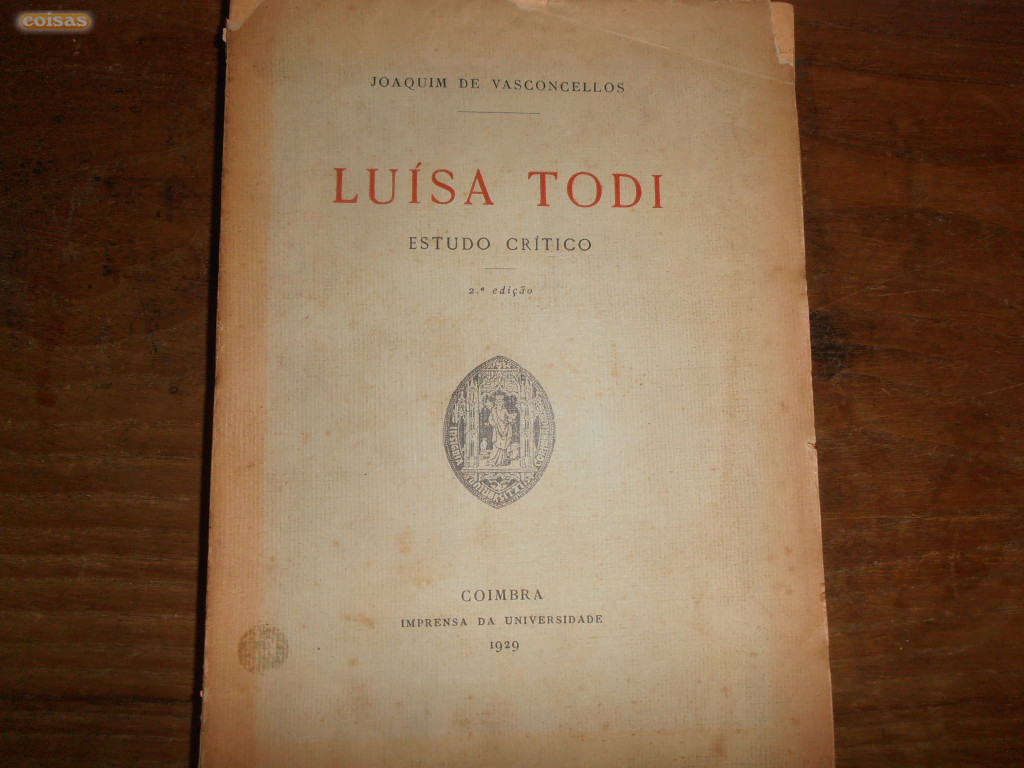 coisas
JOAQUIM DE VASCONCELLOS
LUÍSA TODI
ESTUDO CRÍTICO
2.ª edição
COIMBRA
IMPRENSA DA UNIVERSIDADE
1929